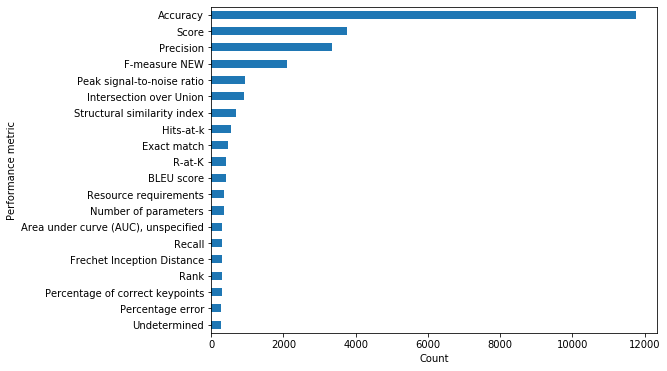 Accuracy
Score
Precision
F-measure NEW
Peak signal-to-noise ratio
Intersection over Union
Structural similarity index
Hits-at-k
Exact match
R-at-K
BLEU score
Resource requirements
Number of parameters
Area under curve (AUC), unspecified
Recall
Frechet Inception Distance
Rank
Percentage of correct keypoints
Percentage error
Undetermined
Performance metric
0 2000 4000 6000 8000 10000 12000
Count